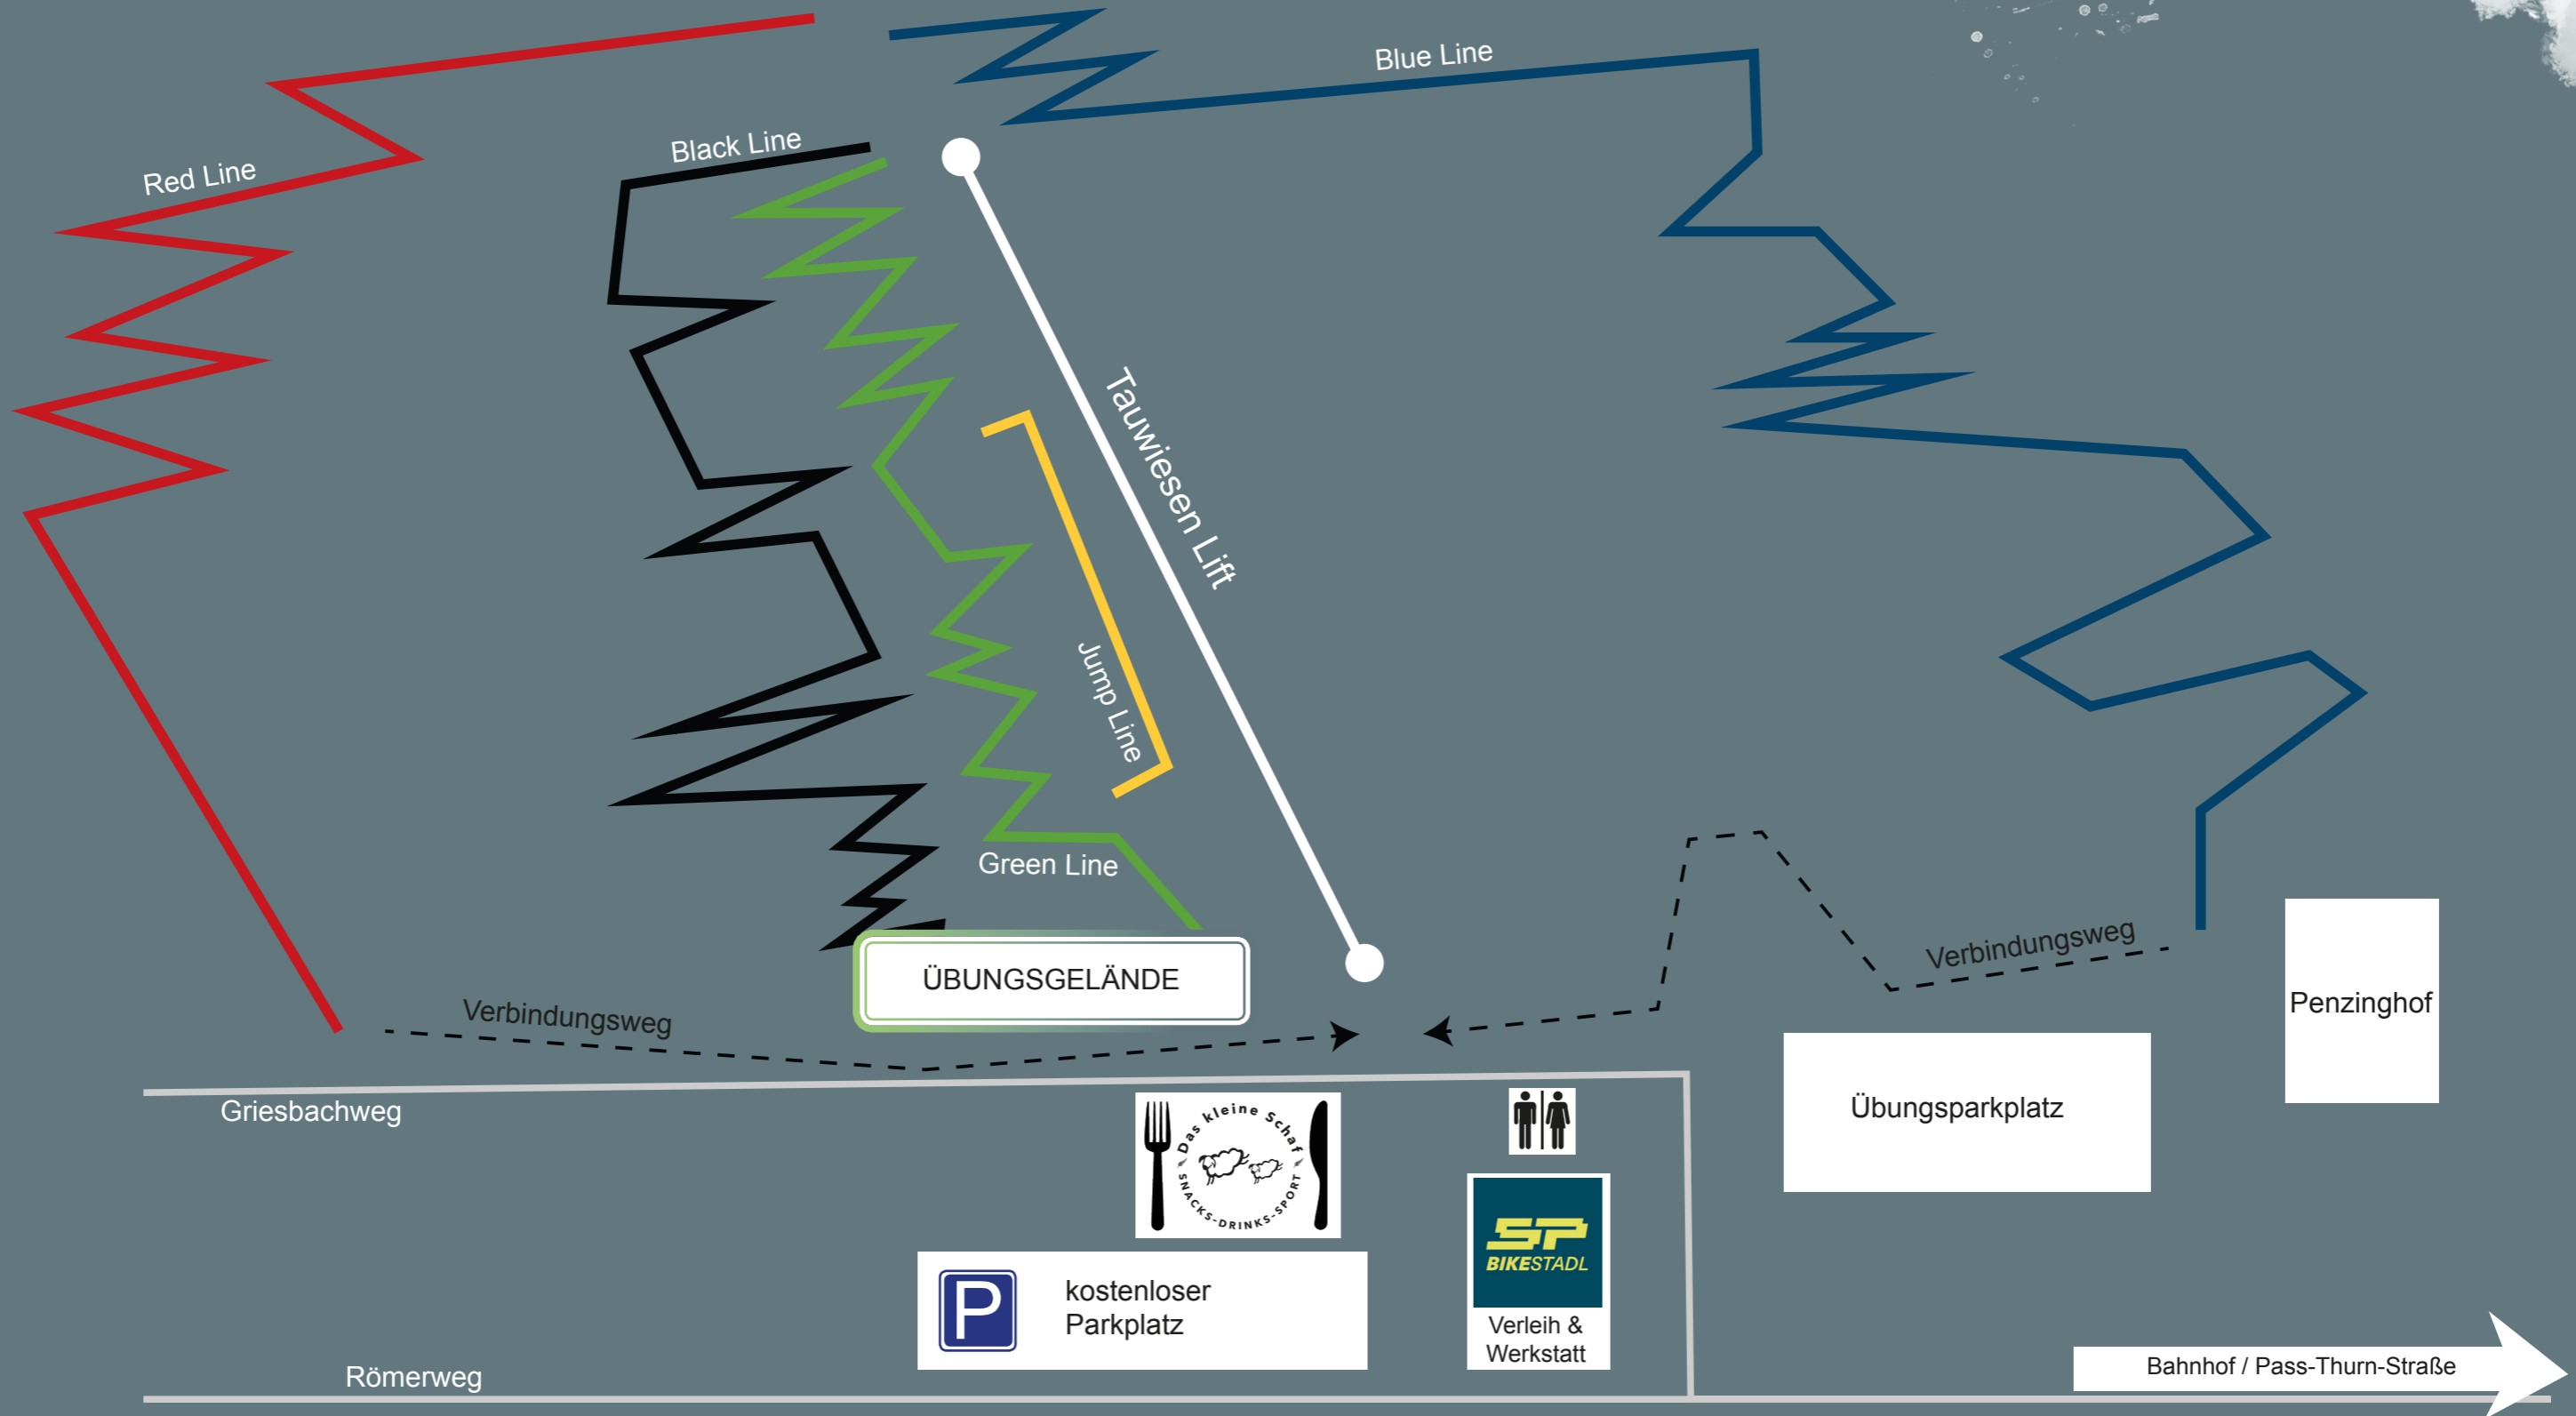 Blue Line
Black Line
Red Line
Tauwiesen Lift
Jump Line
Green Line
Verbindungsweg
ÜBUNGSGELÄNDE
Penzinghof
Verbindungsweg
Übungsparkplatz
Griesbachweg
Das kleine Schaf
SNACKS-DRINKS-SPORT
SP
BIKESTADL
P
kostenloser
Parkplatz
Verleih &
Werkstatt
Bahnhof / Pass-Thurn-Straße
Römerweg